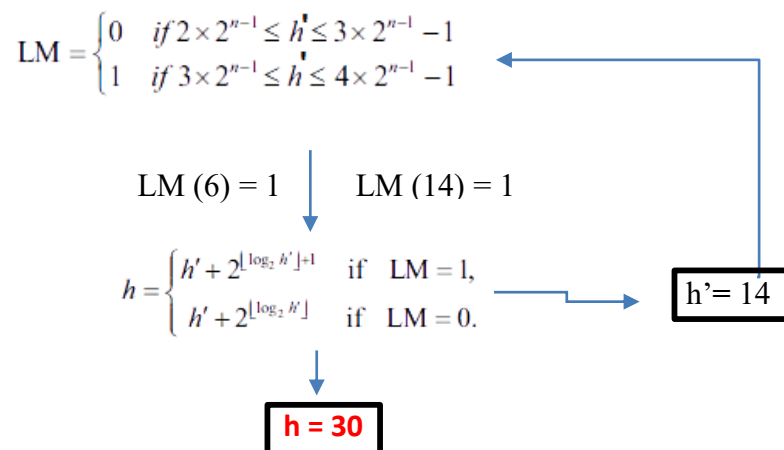 LM = {0 if 2 × 2^{n−1} ≤ h' ≤ 3 × 2^{n−1} − 1
1 if 3 × 2^{n−1} ≤ h' ≤ 4 × 2^{n−1} − 1
LM (6) = 1 LM (14) = 1
h = {h′ + 2^{⌊log₂ h′⌋+1} if LM = 1,
h′ + 2^{⌊log₂ h′⌋} if LM = 0.
h’= 14
h = 30